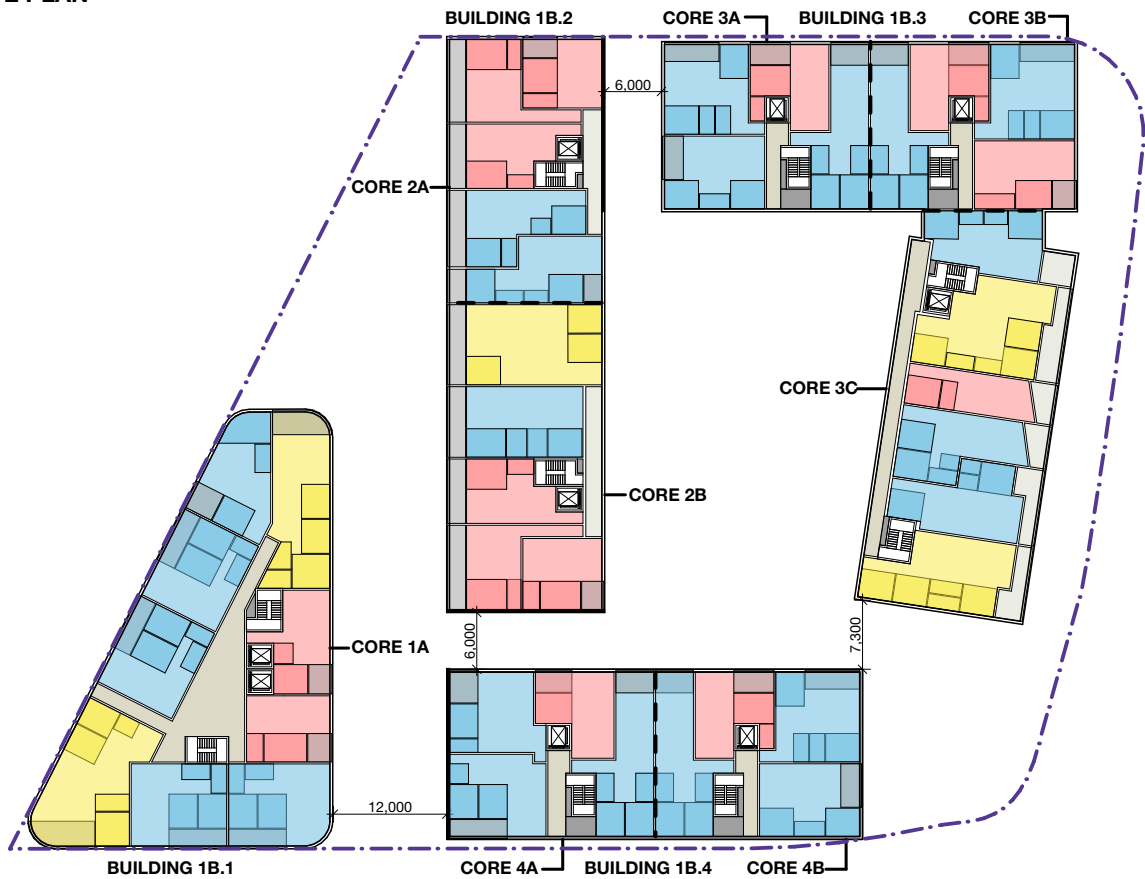 BUILDING 1B.2
CORE 3A
BUILDING 1B.3
CORE 3B
6,000
CORE 2A
CORE 3C
CORE 2B
CORE 1A
6,000
7,300
12,000
BUILDING 1B.1
CORE 4A
BUILDING 1B.4
CORE 4B